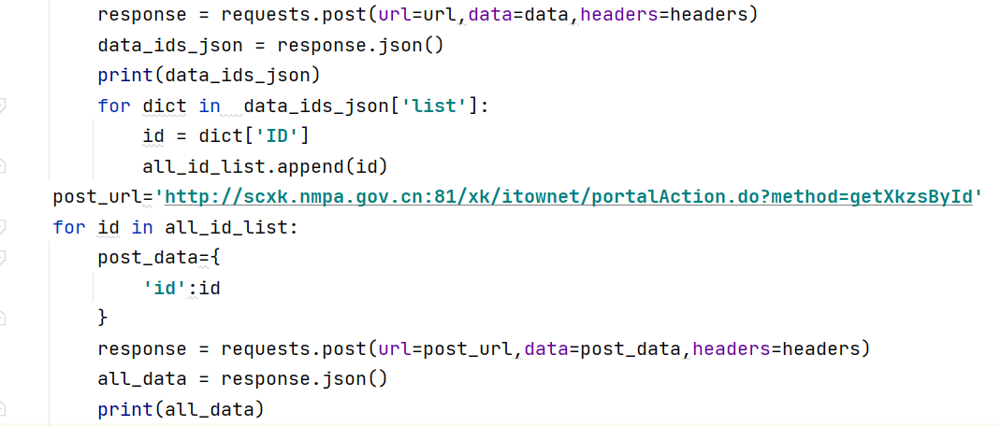 response = requests.post(url=url,data=data,headers=headers)
data_ids_json = response.json()
print(data_ids_json)
for dict in  data_ids_json['list']:
id = dict['ID']
all_id_list.append(id)
post_url='http://scxk.nmpa.gov.cn:81/xk/itownet/portalAction.do?method=getXkzsById'
for id in all_id_list:
post_data={
'id':id
}
response = requests.post(url=post_url,data=post_data,headers=headers)
all_data = response.json()
print(all_data)